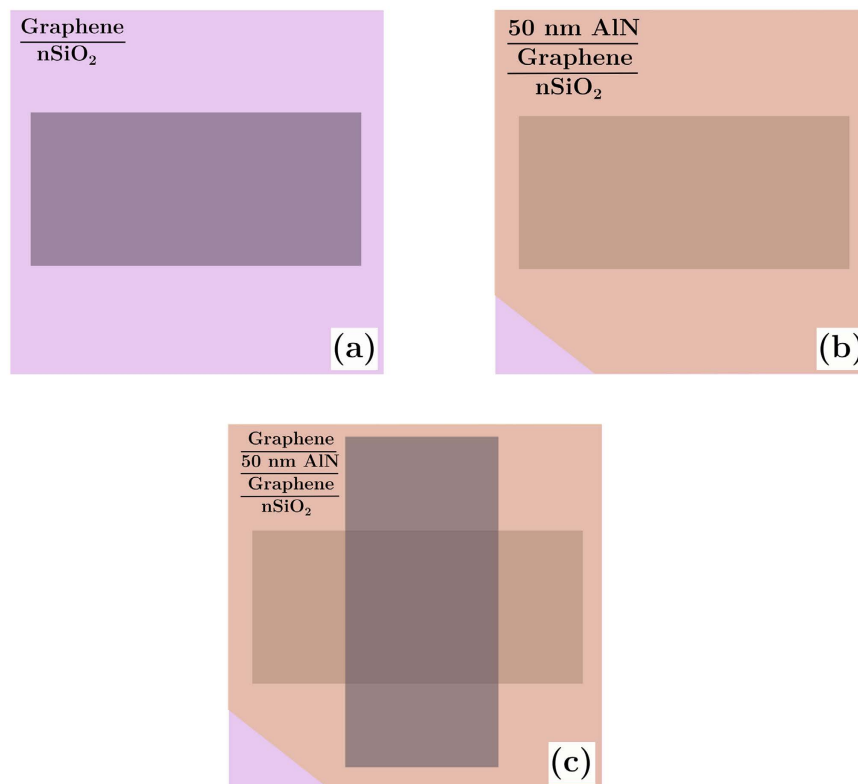 Graphene
nSiO₂
(a)
50 nm AlN
Graphene
nSiO₂
(b)
Graphene
50 nm AlN
Graphene
nSiO₂
(c)